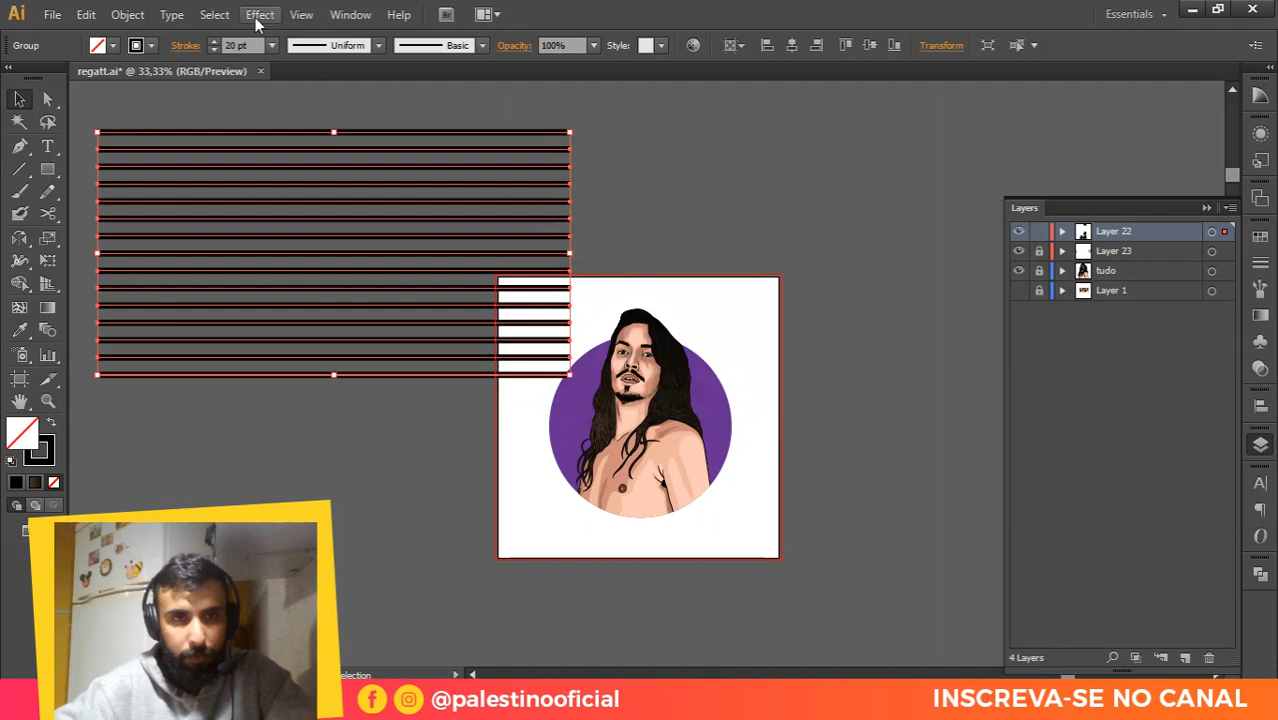 Ai File Edit Object Type Select Effect View Window Help Br Essentials
Group Stroke: 20 pt Uniform Basic Opacity: 100% Style: Transform
regatt.ai* @ 33,33% (RGB/Preview)
Layers
Layer 22
Layer 23
tudo
Layer 1
4 Layers
@palestinooficial
INSCREVA-SE NO CANAL